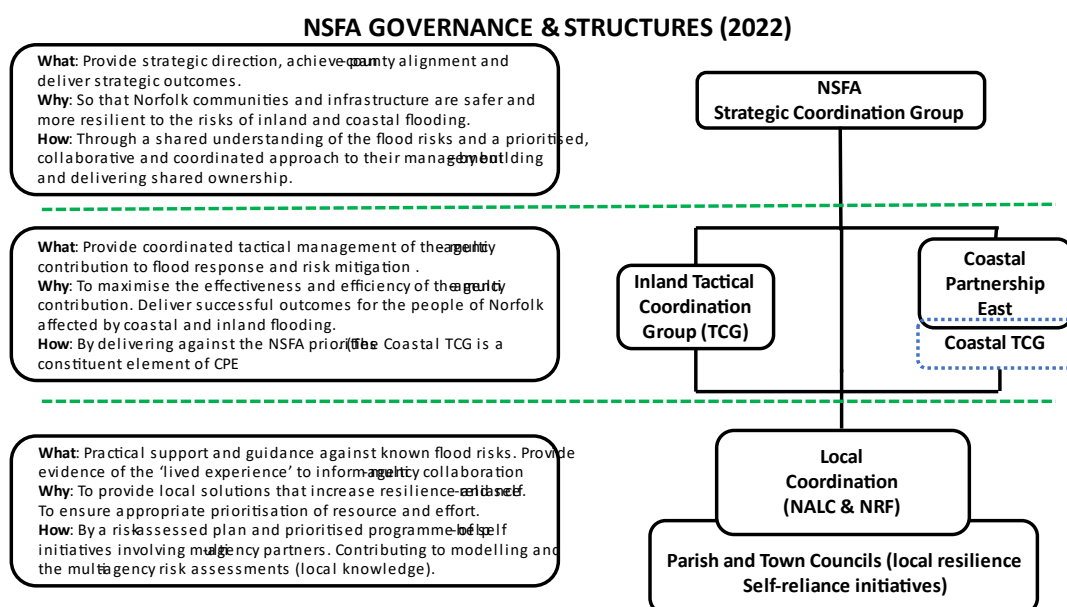 NSFA GOVERNANCE & STRUCTURES (2022)
What: Provide strategic direction, achieve county alignment and
deliver strategic outcomes.
Why: So that Norfolk communities and infrastructure are safer and
more resilient to the risks of inland and coastal flooding.
How: Through a shared understanding of the flood risks and a prioritised,
collaborative and coordinated approach to their management by building
and delivering shared ownership.
NSFA
Strategic Coordination Group
What: Provide coordinated tactical management of the
contribution to flood response and risk mitigation .
Why: To maximise the effectiveness and efficiency of the
contribution. Deliver successful outcomes for the people of Norfolk
affected by coastal and inland flooding.
How: By delivering against the NSFA priorities. (The Coastal TCG is a
constituent element of CPE
Inland Tactical
Coordination
Group (TCG)
Coastal
Partnership
East
Coastal TCG
What: Practical support and guidance against known flood risks. Provide
evidence of the ‘lived experience’ to inform collaboration
Why: To provide local solutions that increase resilience
To ensure appropriate prioritisation of resource and effort.
How: By a risk-assessed plan and prioritised programme of
initiatives involving multi-agency partners. Contributing to modelling and
the multi-agency risk assessments (local knowledge).
Local
Coordination
(NALC & NRF)
Parish and Town Councils (local resilience
Self-reliance initiatives)